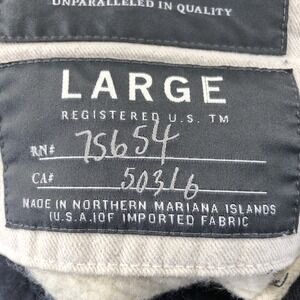 UNPARALLELED IN QUALITY
LARGE
REGISTERED U.S. TM
RN# 75654
CA# 50316
MADE IN NORTHERN MARIANA ISLANDS
(U.S.A.)OF IMPORTED FABRIC